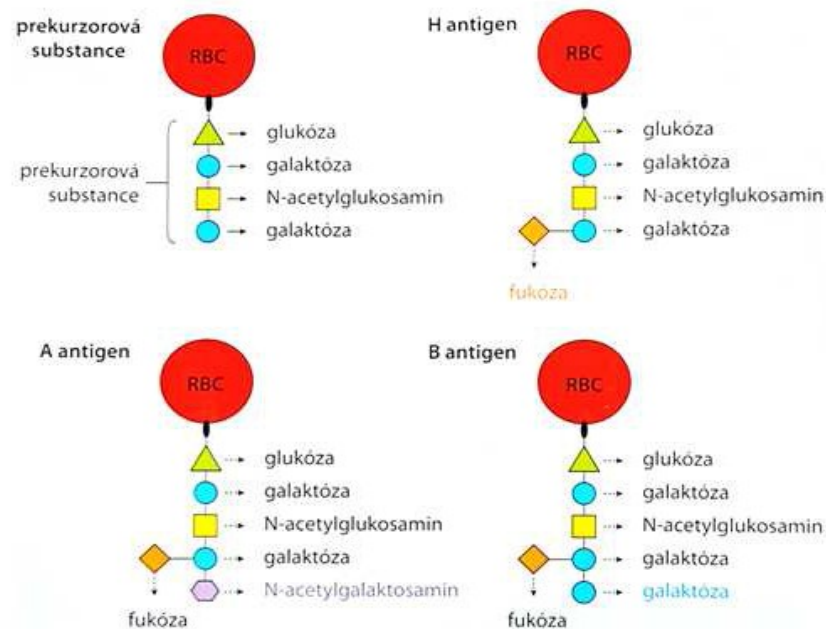 prekurzorová
substance
RBC
prekurzorová
substance
glukóza
galaktóza
N-acetylglukosamin
galaktóza
H antigen
RBC
glukóza
galaktóza
N-acetylglukosamin
galaktóza
fukoza
A antigen
RBC
glukóza
galaktóza
N-acetylglukosamin
galaktóza
N-acetylgalaktosamin
fukóza
B antigen
RBC
glukóza
galaktóza
N-acetylglukosamin
galaktóza
galaktóza
fukóza